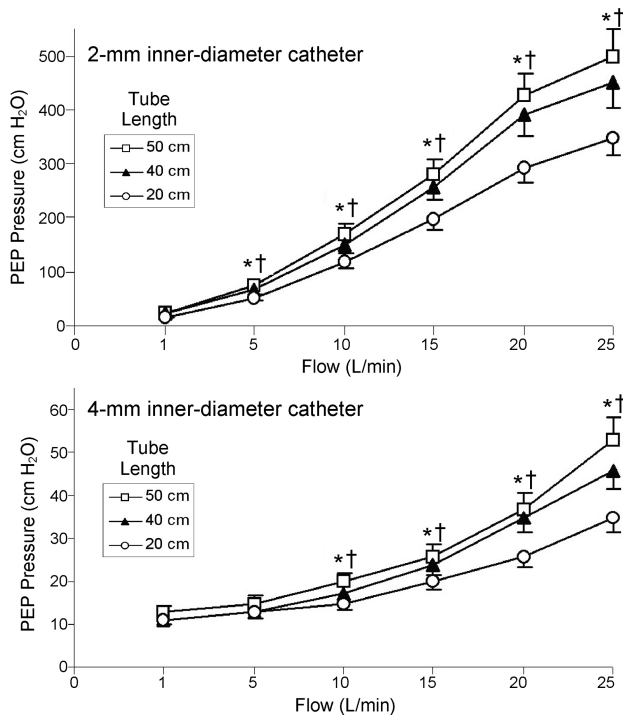 2-mm inner-diameter catheter
Tube
Length
50 cm
40 cm
20 cm
PEP Pressure (cm H₂O)
500
400
300
200
100
0
*†
*†
*†
*†
*†
0 1 5 10 15 20 25
Flow (L/min)
4-mm inner-diameter catheter
Tube
Length
50 cm
40 cm
20 cm
PEP Pressure (cm H₂O)
60
50
40
30
20
10
0
*†
*†
*†
*†
0 1 5 10 15 20 25
Flow (L/min)